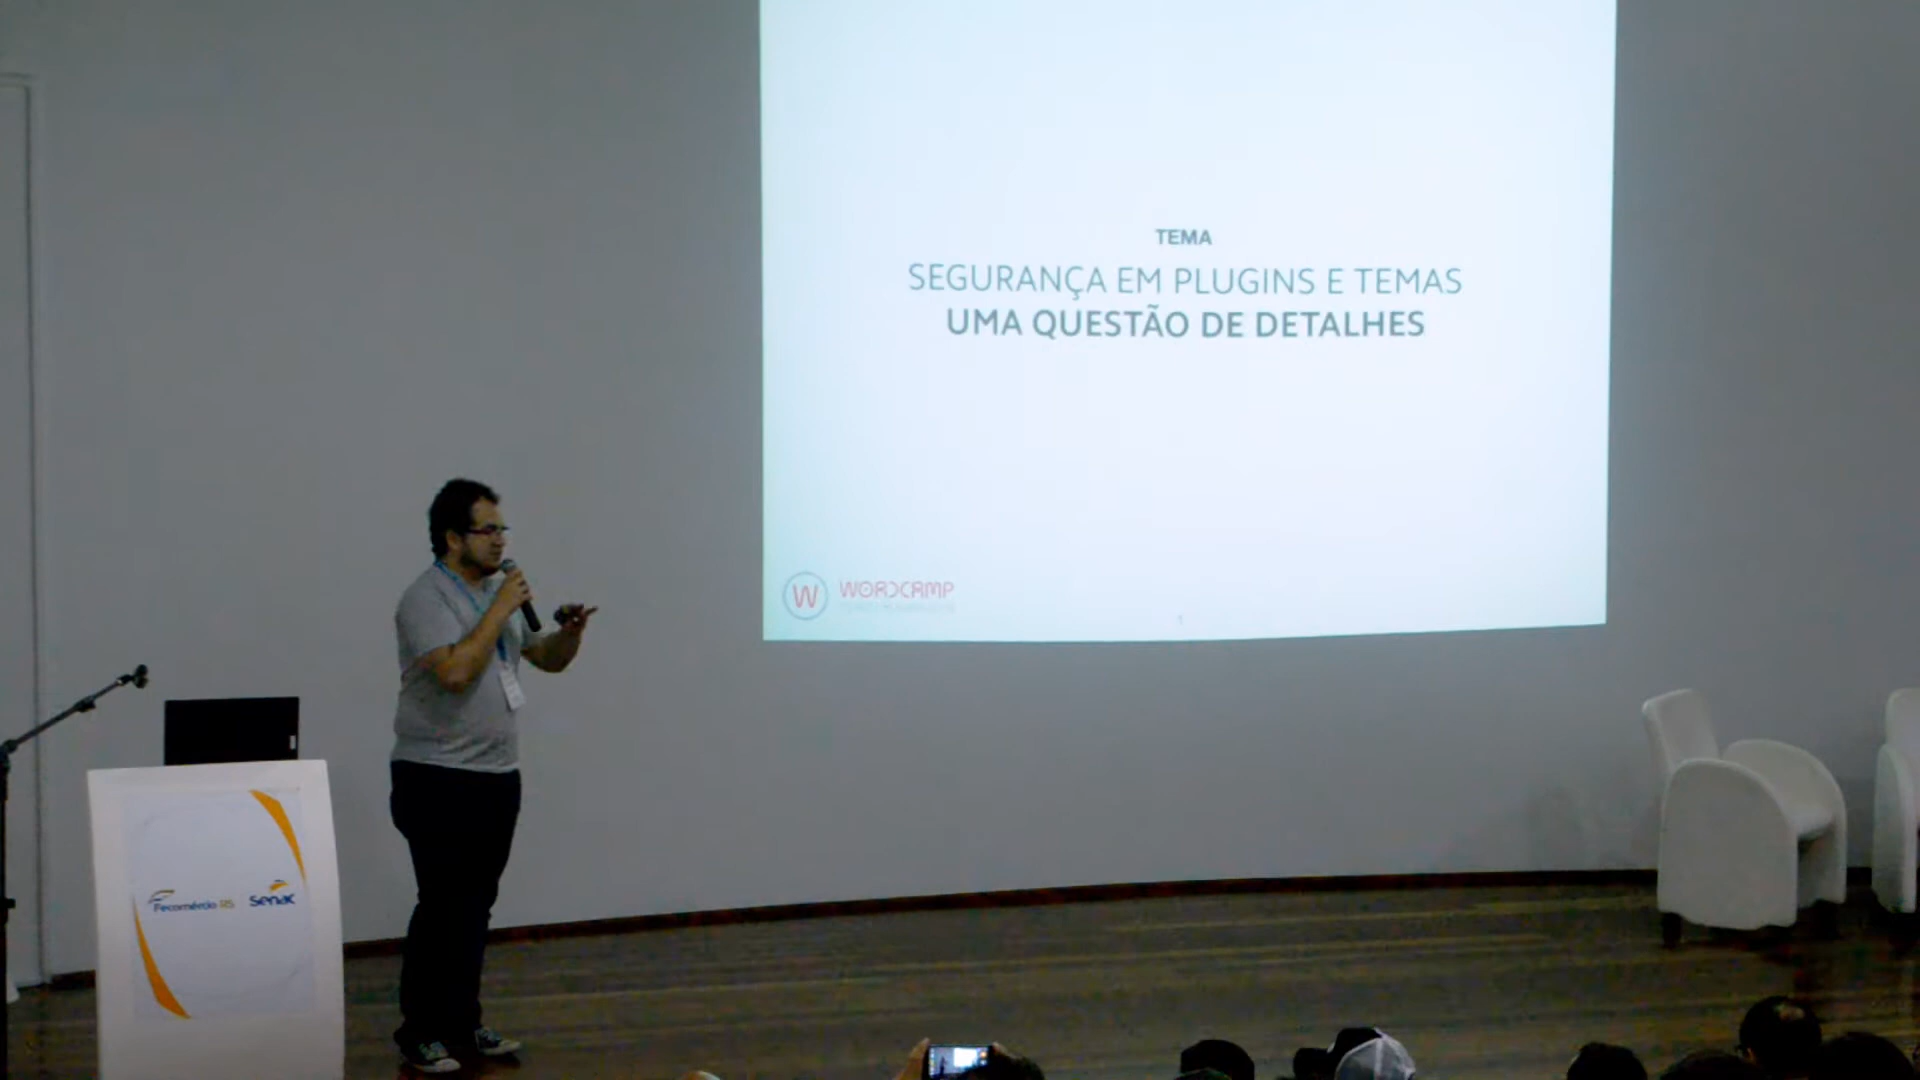 TEMA
SEGURANÇA EM PLUGINS E TEMAS
UMA QUESTÃO DE DETALHES
W WORDCAMP
Fecomércio RS Senac